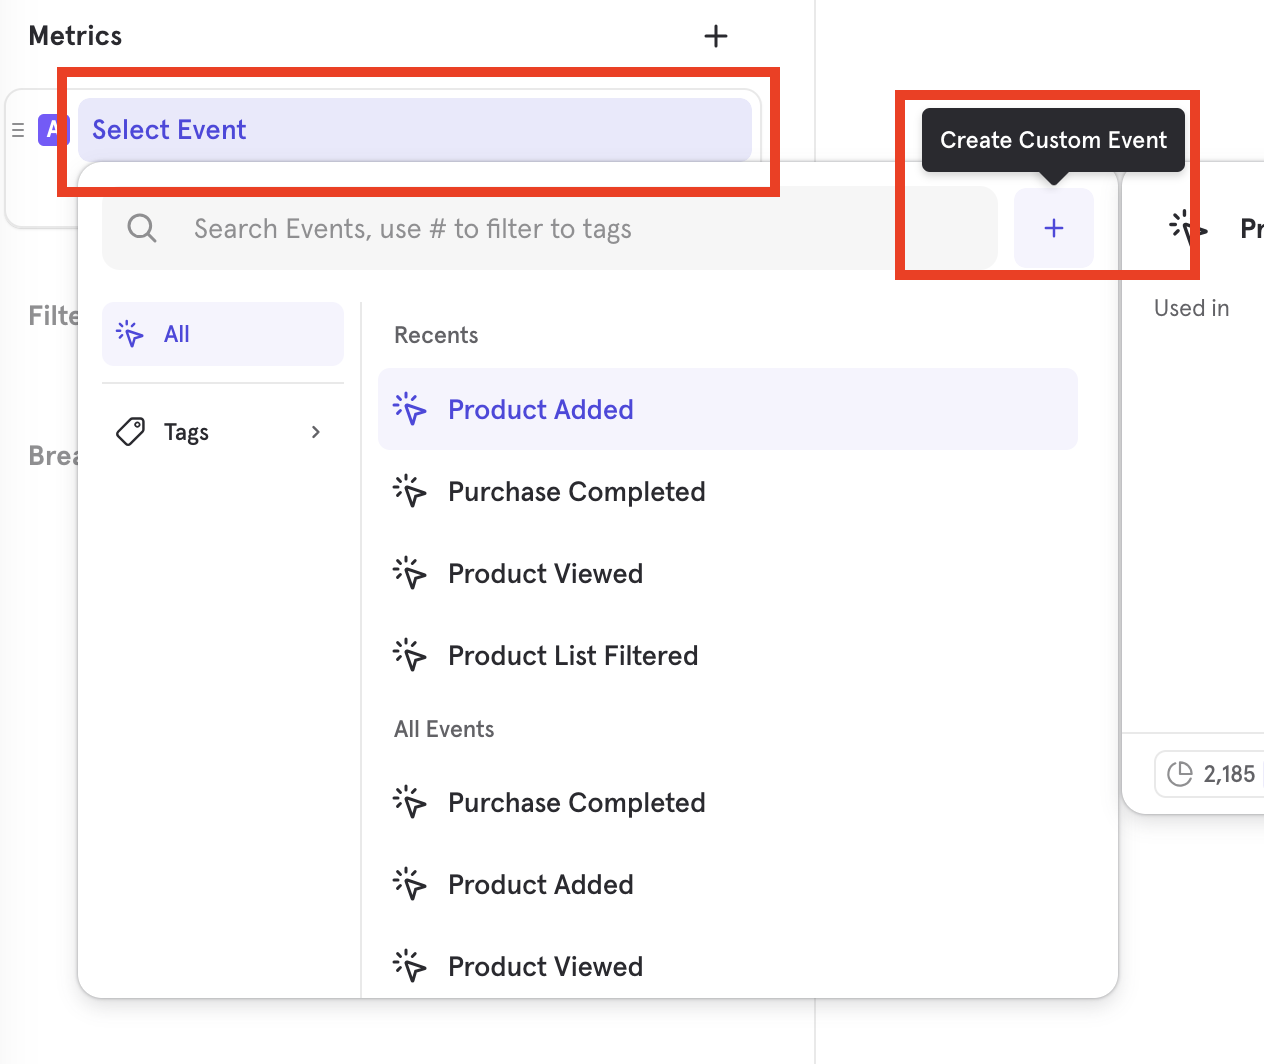 Metrics
A
Select Event
Create Custom Event
Search Events, use # to filter to tags
Filte
All
Tags
Brea
Recents
Product Added
Purchase Completed
Product Viewed
Product List Filtered
All Events
Purchase Completed
Product Added
Product Viewed
Pr
Used in
2,185